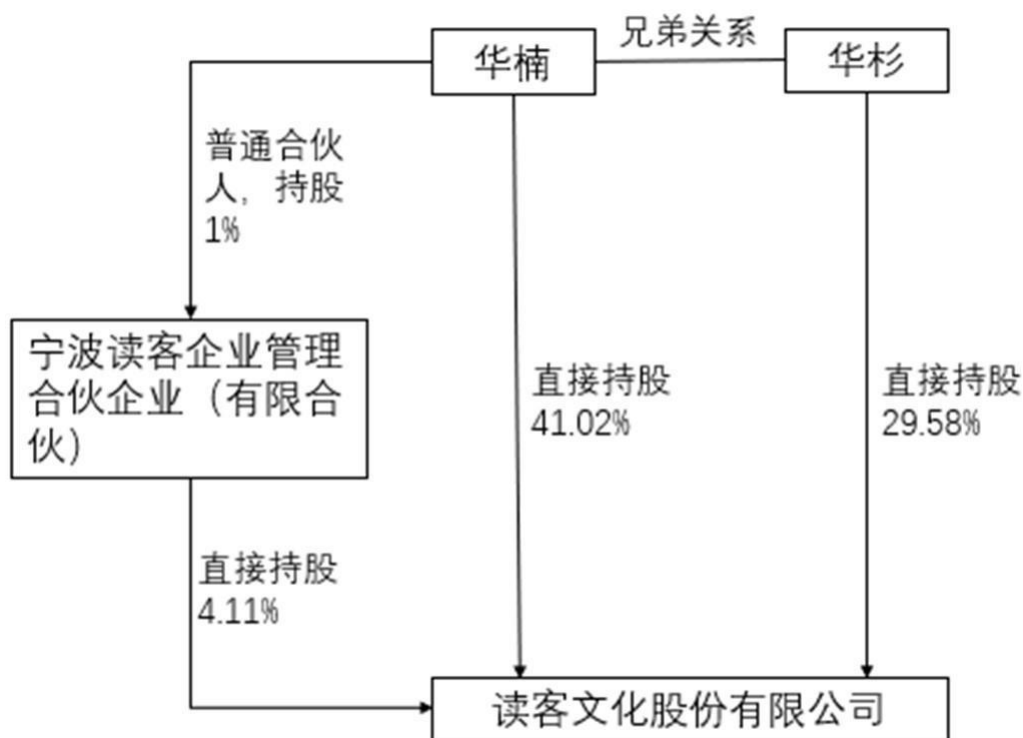 华楠
兄弟关系
华杉
普通合伙
人，持股
1%
宁波读客企业管理
合伙企业（有限合
伙）
直接持股
41.02%
直接持股
29.58%
直接持股
4.11%
读客文化股份有限公司